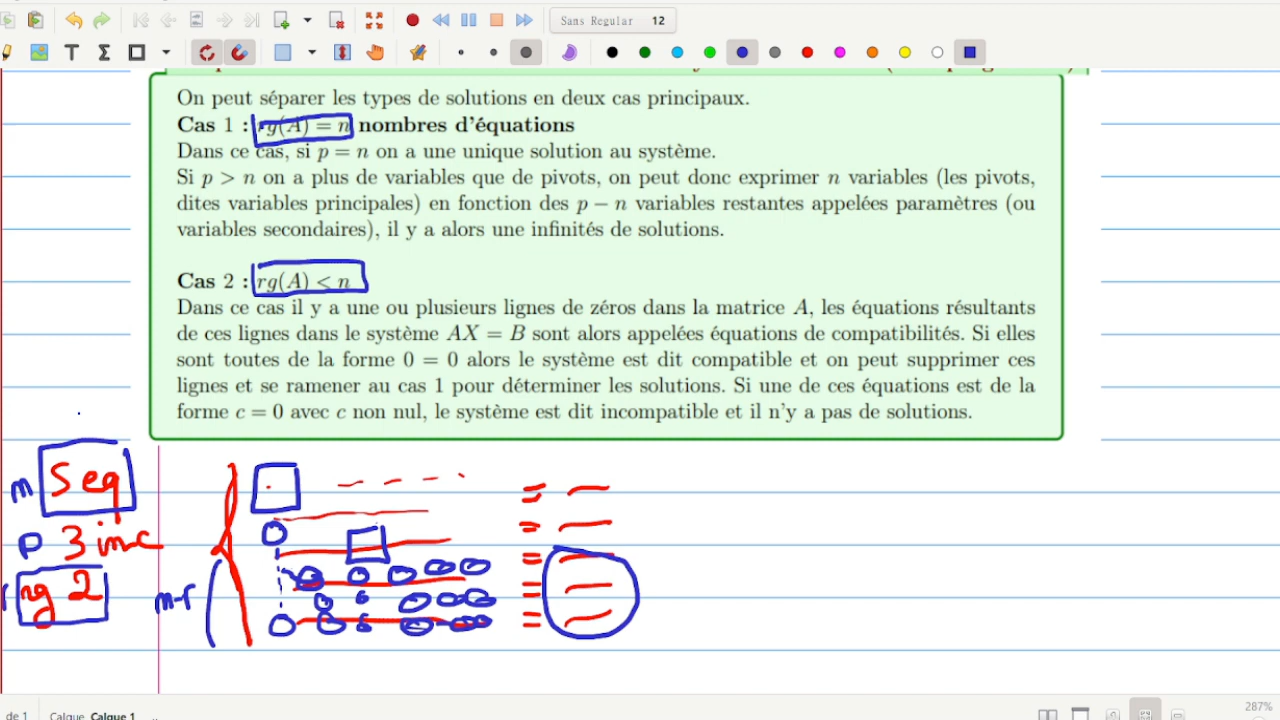 Sans Regular 12
On peut séparer les types de solutions en deux cas principaux.
Cas 1 : rg(A) = n nombres d'équations
Dans ce cas, si p = n on a une unique solution au système.
Si p > n on a plus de variables que de pivots, on peut donc exprimer n variables (les pivots,
dites variables principales) en fonction des p − n variables restantes appelées paramètres (ou
variables secondaires), il y a alors une infinités de solutions.
Cas 2 : rg(A) < n
Dans ce cas il y a une ou plusieurs lignes de zéros dans la matrice A, les équations résultants
de ces lignes dans le système AX = B sont alors appelées équations de compatibilités. Si elles
sont toutes de la forme 0 = 0 alors le système est dit compatible et on peut supprimer ces
lignes et se ramener au cas 1 pour déterminer les solutions. Si une de ces équations est de la
forme c = 0 avec c non nul, le système est dit incompatible et il n'y a pas de solutions.
m 5 eq
p 3 inc
r rg 2
m-r
= 
= 
= 
= 
= 
de 1 Calque Calque 1
287%